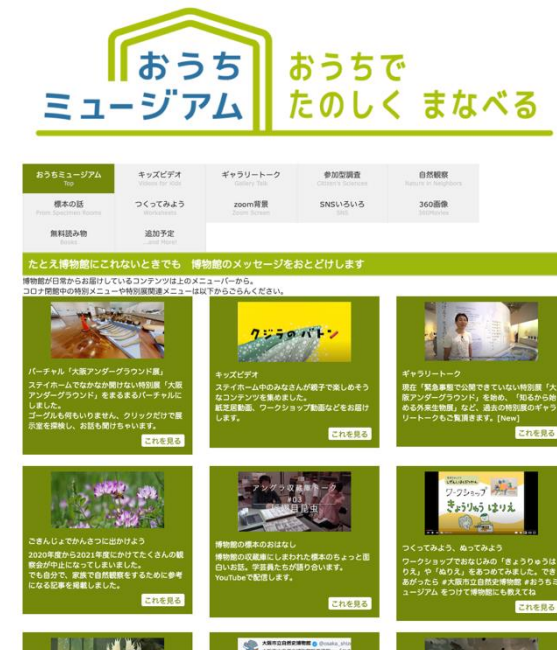 おうち
ミュージアム
おうちで
たのしく まなべる
おうちミュージアム
Top
キッズビデオ
Videos for Kids
ギャラリートーク
Gallery Talk
参加型調査
Citizen's Sciences
自然観察
Nature in Neighbors
標本の話
From Specimen Rooms
つくってみよう
Worksheets
zoom背景
Zoom Screen
SNSいろいろ
SNS
360画像
360Movies
無料読み物
Books
追加予定
...and More!
たとえ博物館にこれないときでも 博物館のメッセージをおとどけします
博物館が日常からお届けしているコンテンツは上のメニューバーから。
コロナ閉館中の特別メニューや特別展関連メニューは以下からごらんください。
バーチャル「大阪アンダーグラウンド展」
ステイホームでなかなか開けない特別展「大阪
アンダーグラウンド」をまるまるバーチャルに
しました。
ゴーグルも何もいりません、クリックだけで展
示室を探検し、お話も聞けちゃいます。
これを見る
クジラのバトン
キッズビデオ
ステイホーム中のみなさんが親子で楽しめそう
なコンテンツを集めました。
紙芝居動画、ワークショップ動画などをお届け
します。
これを見る
ギャラリートーク
現在「緊急事態で公開できていない特別展「大
阪アンダーグラウンド」を始め、「知るから始
める外来生物展」など、過去の特別展のギャラ
リートークもご覧頂きます。[New]
これを見る
ごきんじょでかんさつに出かけよう
2020年度から2021年度にかけてたくさんの観
察会が中止になってしまいました。
でも自分で、家族で自然観察をするために参考
になる記事を掲載しました。
これを見る
アングラ収蔵庫トーク
#03
目昆虫
博物館の標本のおはなし
博物館の収蔵庫にしまわれた標本のちょっと面
白いお話。学芸員たちが語り合います。
YouTubeで配信します。
これを見る
ワークショップ
きょうりゅう はりえ
つくってみよう、ぬってみよう
ワークショップでおなじみの「きょうりゅうは
りえ」や「ぬりえ」をあつめてみました。でき
あがったら #大阪市立自然史博物館 #おうちミ
ュージアム をつけて博物館にも教えてね
これを見る
大阪市立自然史博物館